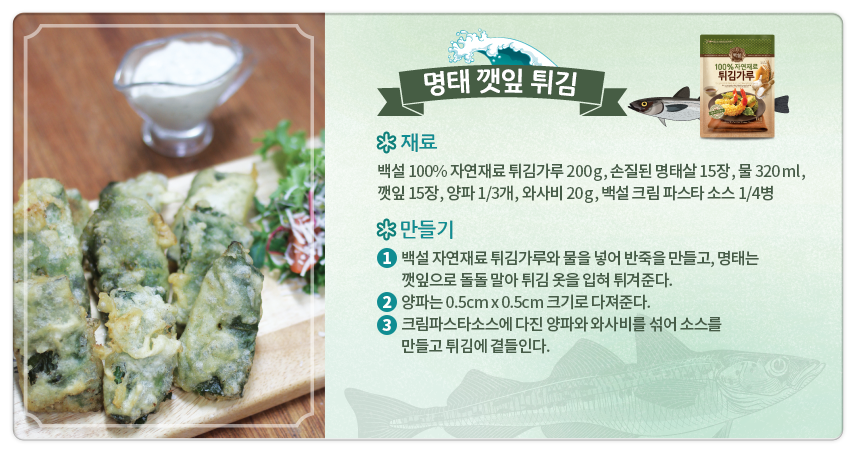 명태 깻잎 튀김
백설
100% 자연재료
튀김가루
재료
백설 100% 자연재료 튀김가루 200g, 손질된 명태살 15장, 물 320ml,
깻잎 15장, 양파 1/3개, 와사비 20g, 백설 크림 파스타 소스 1/4병
만들기
1 백설 자연재료 튀김가루와 물을 넣어 반죽을 만들고, 명태는
깻잎으로 돌돌 말아 튀김 옷을 입혀 튀겨준다.
2 양파는 0.5cm x 0.5cm 크기로 다져준다.
3 크림파스타소스에 다진 양파와 와사비를 섞어 소스를
만들고 튀김에 곁들인다.